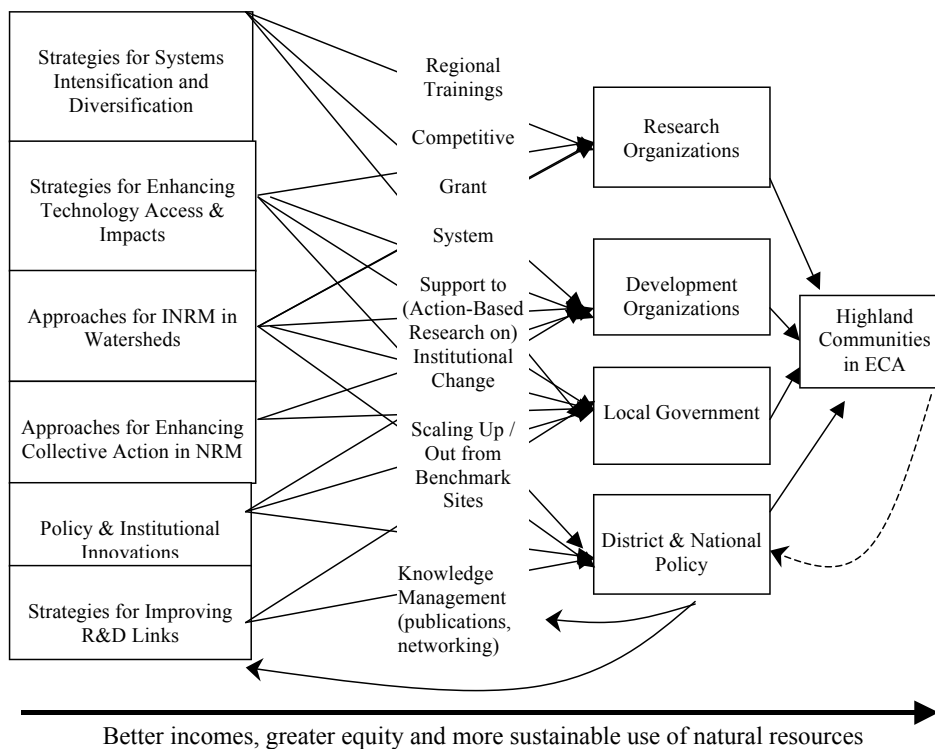 Strategies for Systems
Intensification and
Diversification
Strategies for Enhancing
Technology Access &
Impacts
Approaches for INRM in
Watersheds
Approaches for Enhancing
Collective Action in NRM
Policy & Institutional
Innovations
Strategies for Improving
R&D Links
Regional
Trainings
Competitive
Grant
System
Support to
(Action-Based
Research on)
Institutional
Change
Scaling Up /
Out from
Benchmark
Sites
Knowledge
Management
(publications,
networking)
Research
Organizations
Development
Organizations
Local Government
District & National
Policy
Highland
Communities
in ECA
Better incomes, greater equity and more sustainable use of natural resources